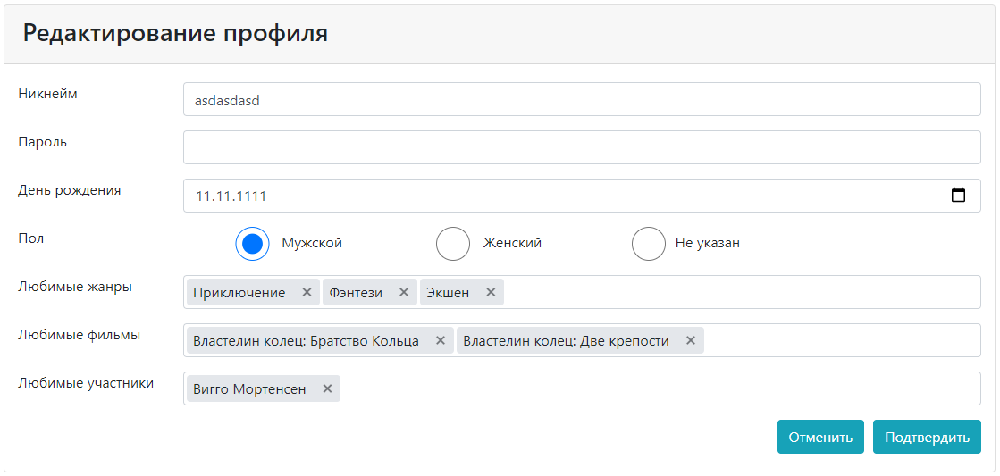 Редактирование профиля
Никнейм
asdasdasd
Пароль
День рождения
11.11.1111
Пол
Мужской Женский Не указан
Любимые жанры
Приключение × Фэнтези × Экшен ×
Любимые фильмы
Властелин колец: Братство Кольца × Властелин колец: Две крепости ×
Любимые участники
Вигго Мортенсен ×
Отменить Подтвердить